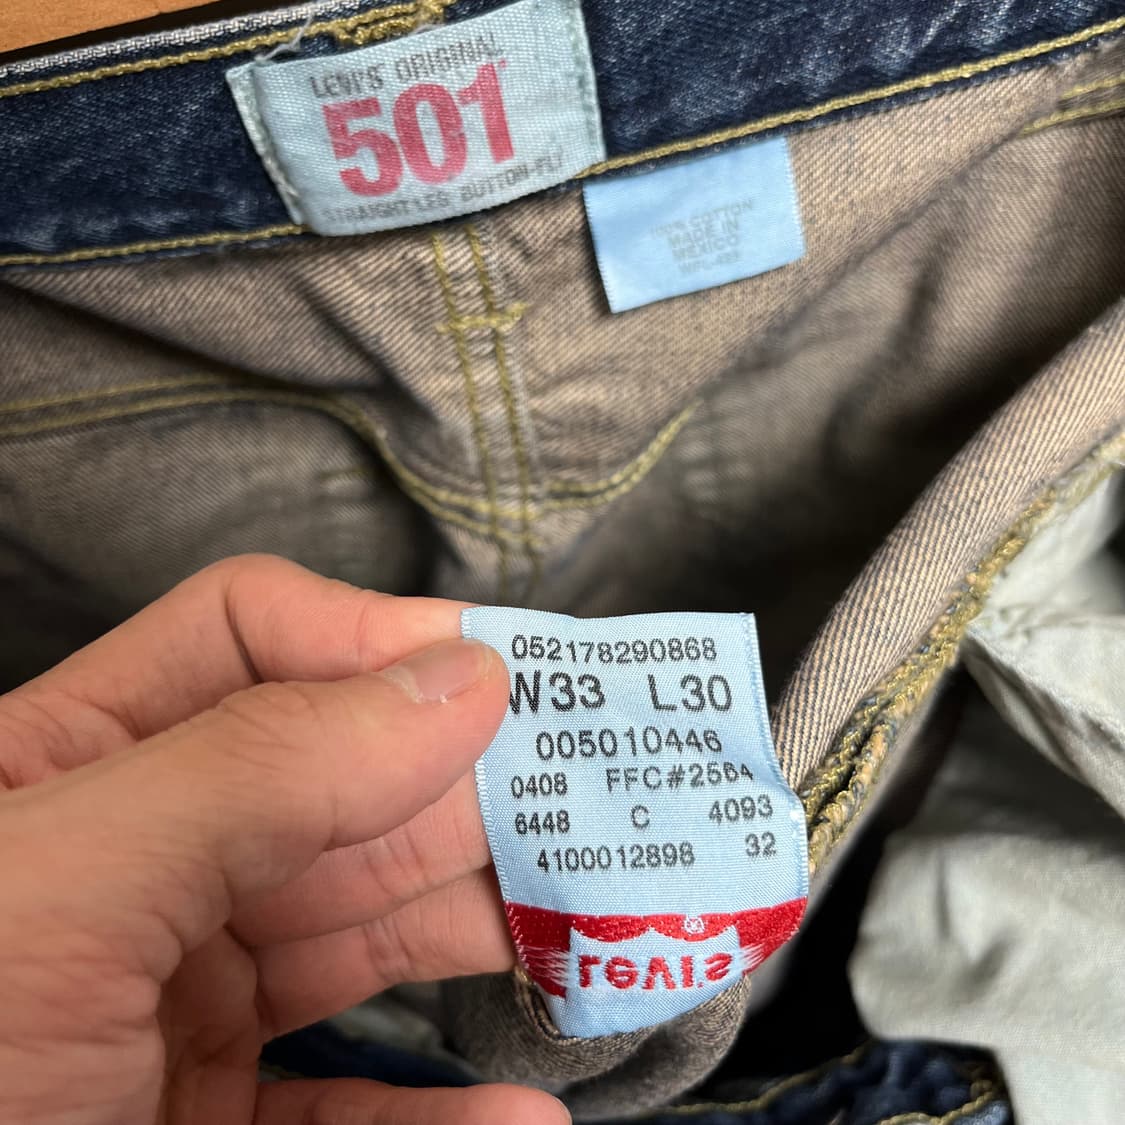 LEVI'S ORIGINAL
501
STRAIGHT LEG BUTTON-FLY
100% COTTON
MADE IN
MEXICO
052178290868
W33 L30
005010446
0408 FFC#2564
6448 C 4093
4100012898 32
Levi's